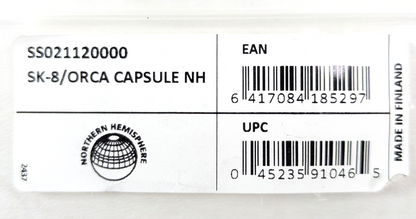 SS021120000
SK-8/ORCA CAPSULE NH
EAN
6 417084 185297
NORTHERN HEMISPHERE
2437
UPC
0 45235 91046 5
MADE IN FINLAND